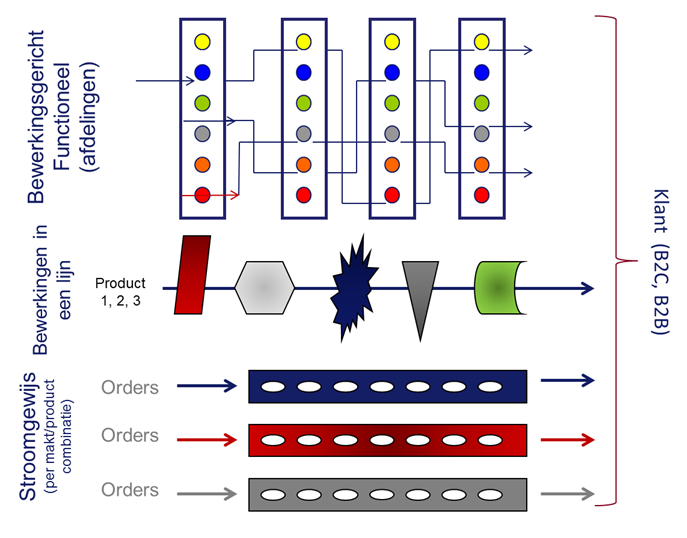 Bewerkingsgericht
Functioneel
(afdelingen)
Bewerkingen in
een lijn
Product
1, 2, 3
Stroomgewijs
(per makt/product
combinatie)
Orders
Orders
Orders
Klant (B2C, B2B)